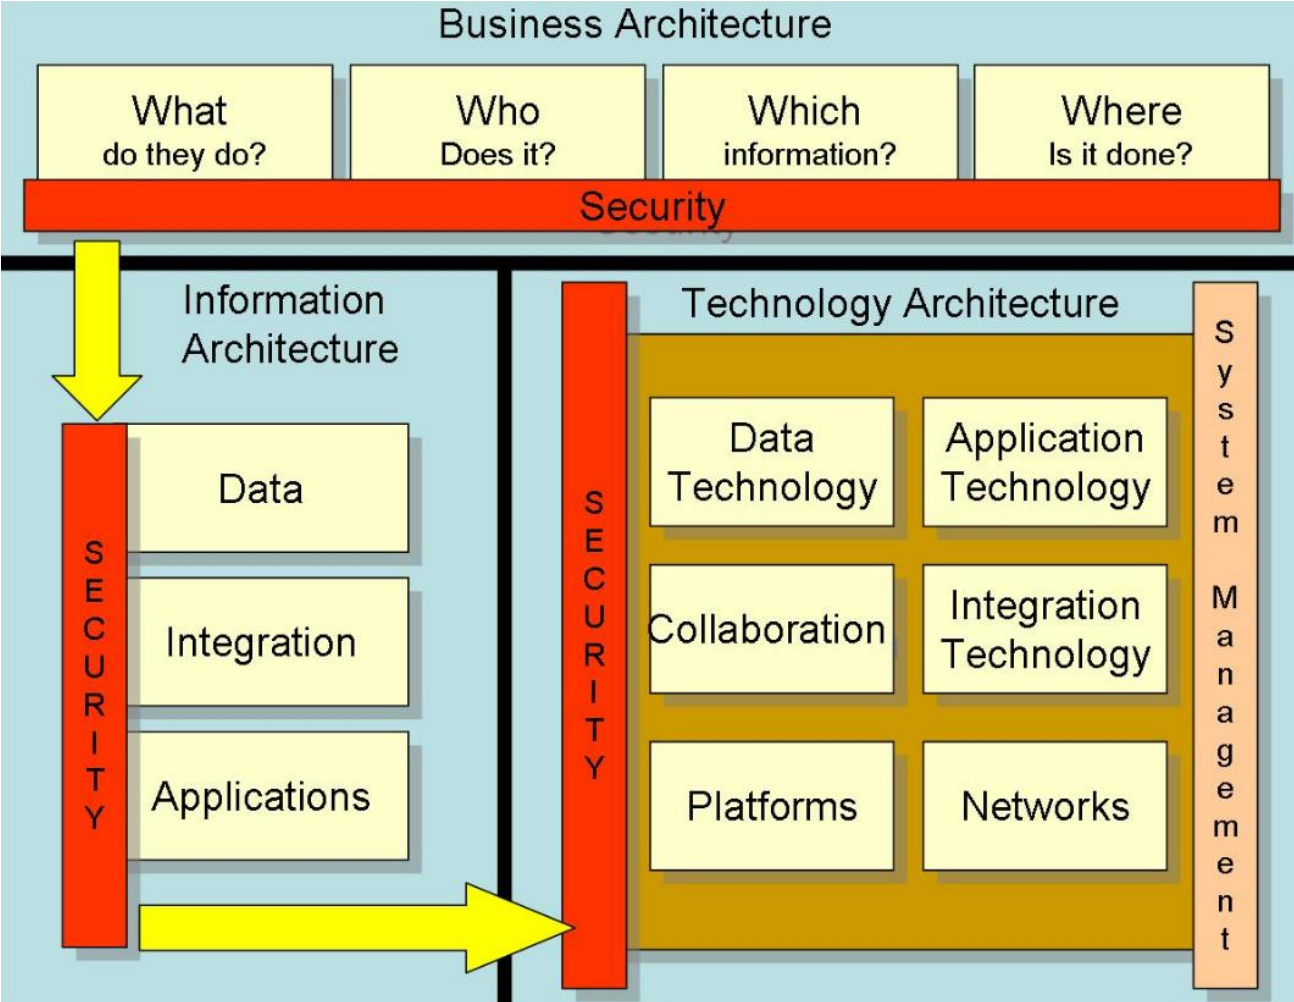 Business Architecture
What
do they do?
Who
Does it?
Which
information?
Where
Is it done?
Security
Information
Architecture
SECURITY
Data
Integration
Applications
Technology Architecture
SECURITY
Data
Technology
Application
Technology
Collaboration
Integration
Technology
Platforms
Networks
System Management